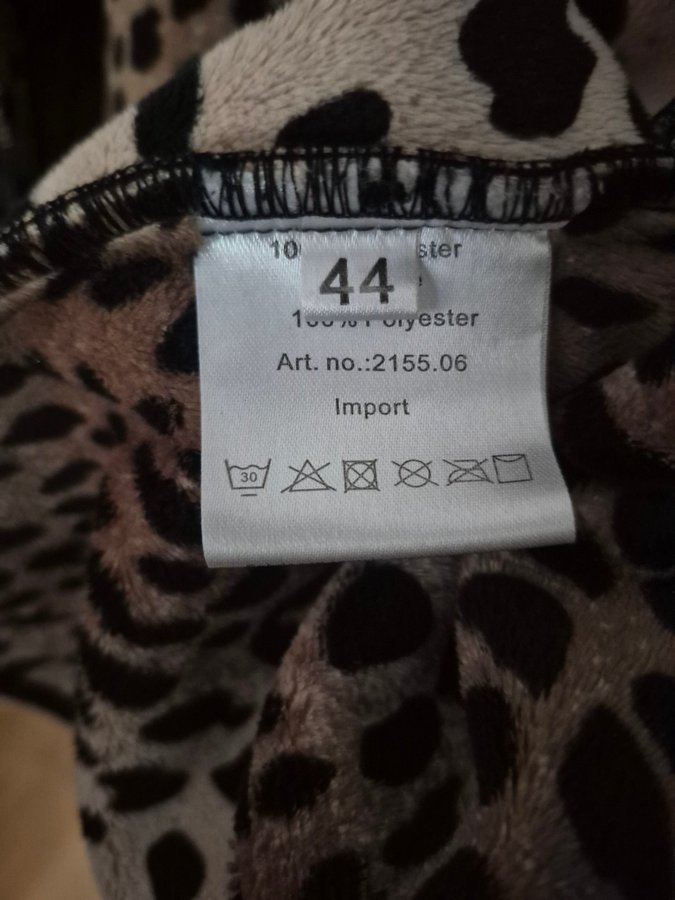 44
100% Polyester
Art. no.:2155.06
Import
30